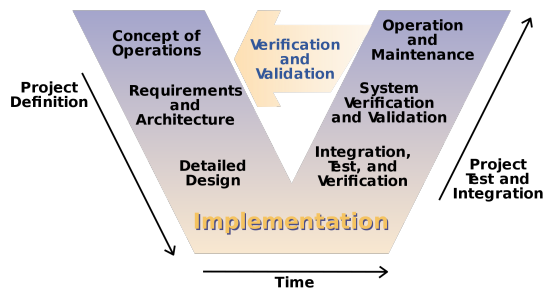 Concept of
Operations
Verification
and
Validation
Operation
and
Maintenance
Project
Definition
Requirements
and
Architecture
System
Verification
and Validation
Detailed
Design
Integration,
Test, and
Verification
Project
Test and
Integration
Implementation
Time